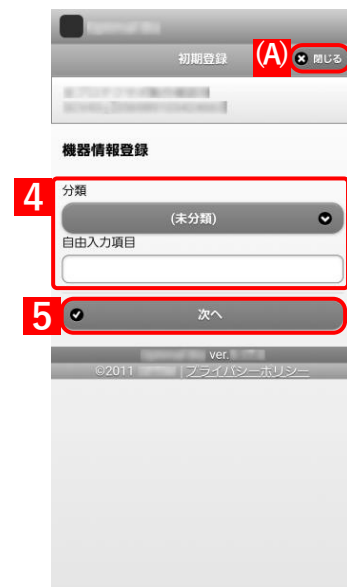 初期登録
(A)
閉じる
機器情報登録
4
分類
(未分類)
自由入力項目
5
次へ
ver.
©2011 | プライバシーポリシー